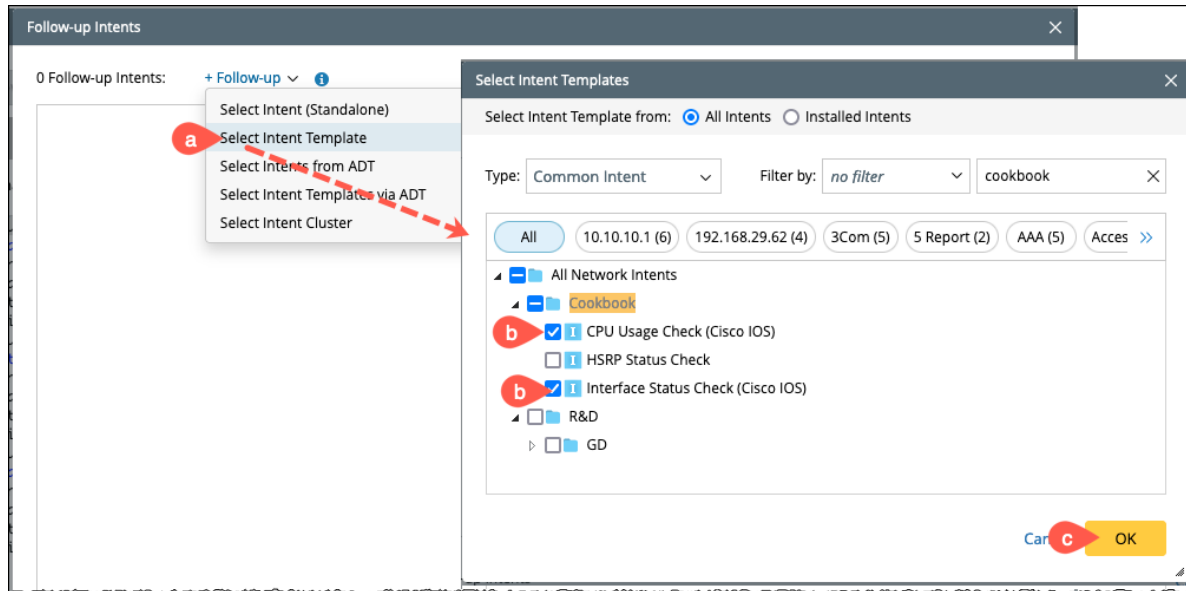 Follow-up Intents
0 Follow-up Intents: + Follow-up
Select Intent (Standalone)
a Select Intent Template
Select Intents from ADT
Select Intent Templates via ADT
Select Intent Cluster
Select Intent Templates
Select Intent Template from: All Intents Installed Intents
Type: Common Intent Filter by: no filter cookbook
All 10.10.10.1 (6) 192.168.29.62 (4) 3Com (5) 5 Report (2) AAA (5) Acces
All Network Intents
Cookbook
b I CPU Usage Check (Cisco IOS)
I HSRP Status Check
b I Interface Status Check (Cisco IOS)
R&D
GD
Car c OK